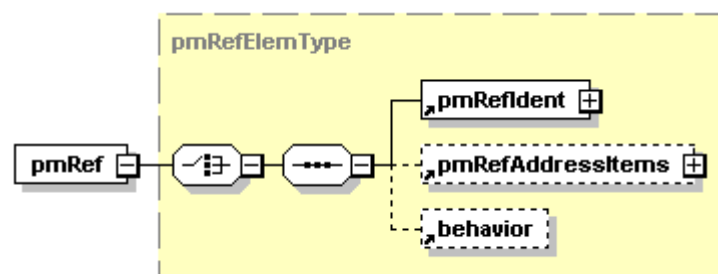 pmRefElemType
pmRefIdent
pmRef
pmRefAddressItems
behavior